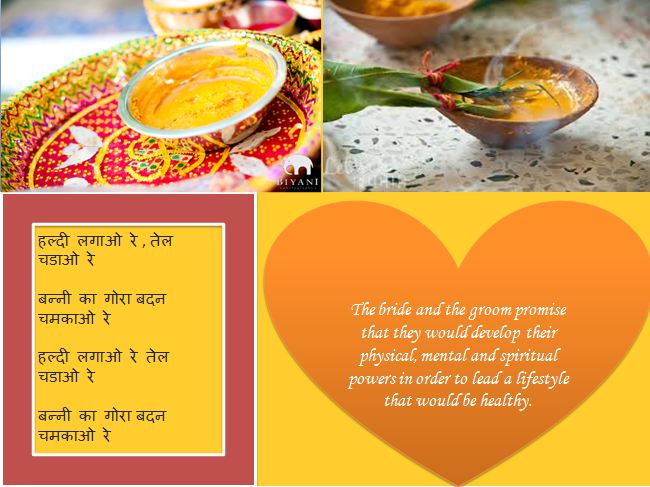 BIYANI
हल्दी लगाओ रे , तेल
चडाओ रे
बन्नी का गोरा बदन
चमकाओ रे
हल्दी लगाओ रे तेल
चडाओ रे
बन्नी का गोरा बदन
चमकाओ रे
The bride and the groom promise
that they would develop their
physical, mental and spiritual
powers in order to lead a lifestyle
that would be healthy.